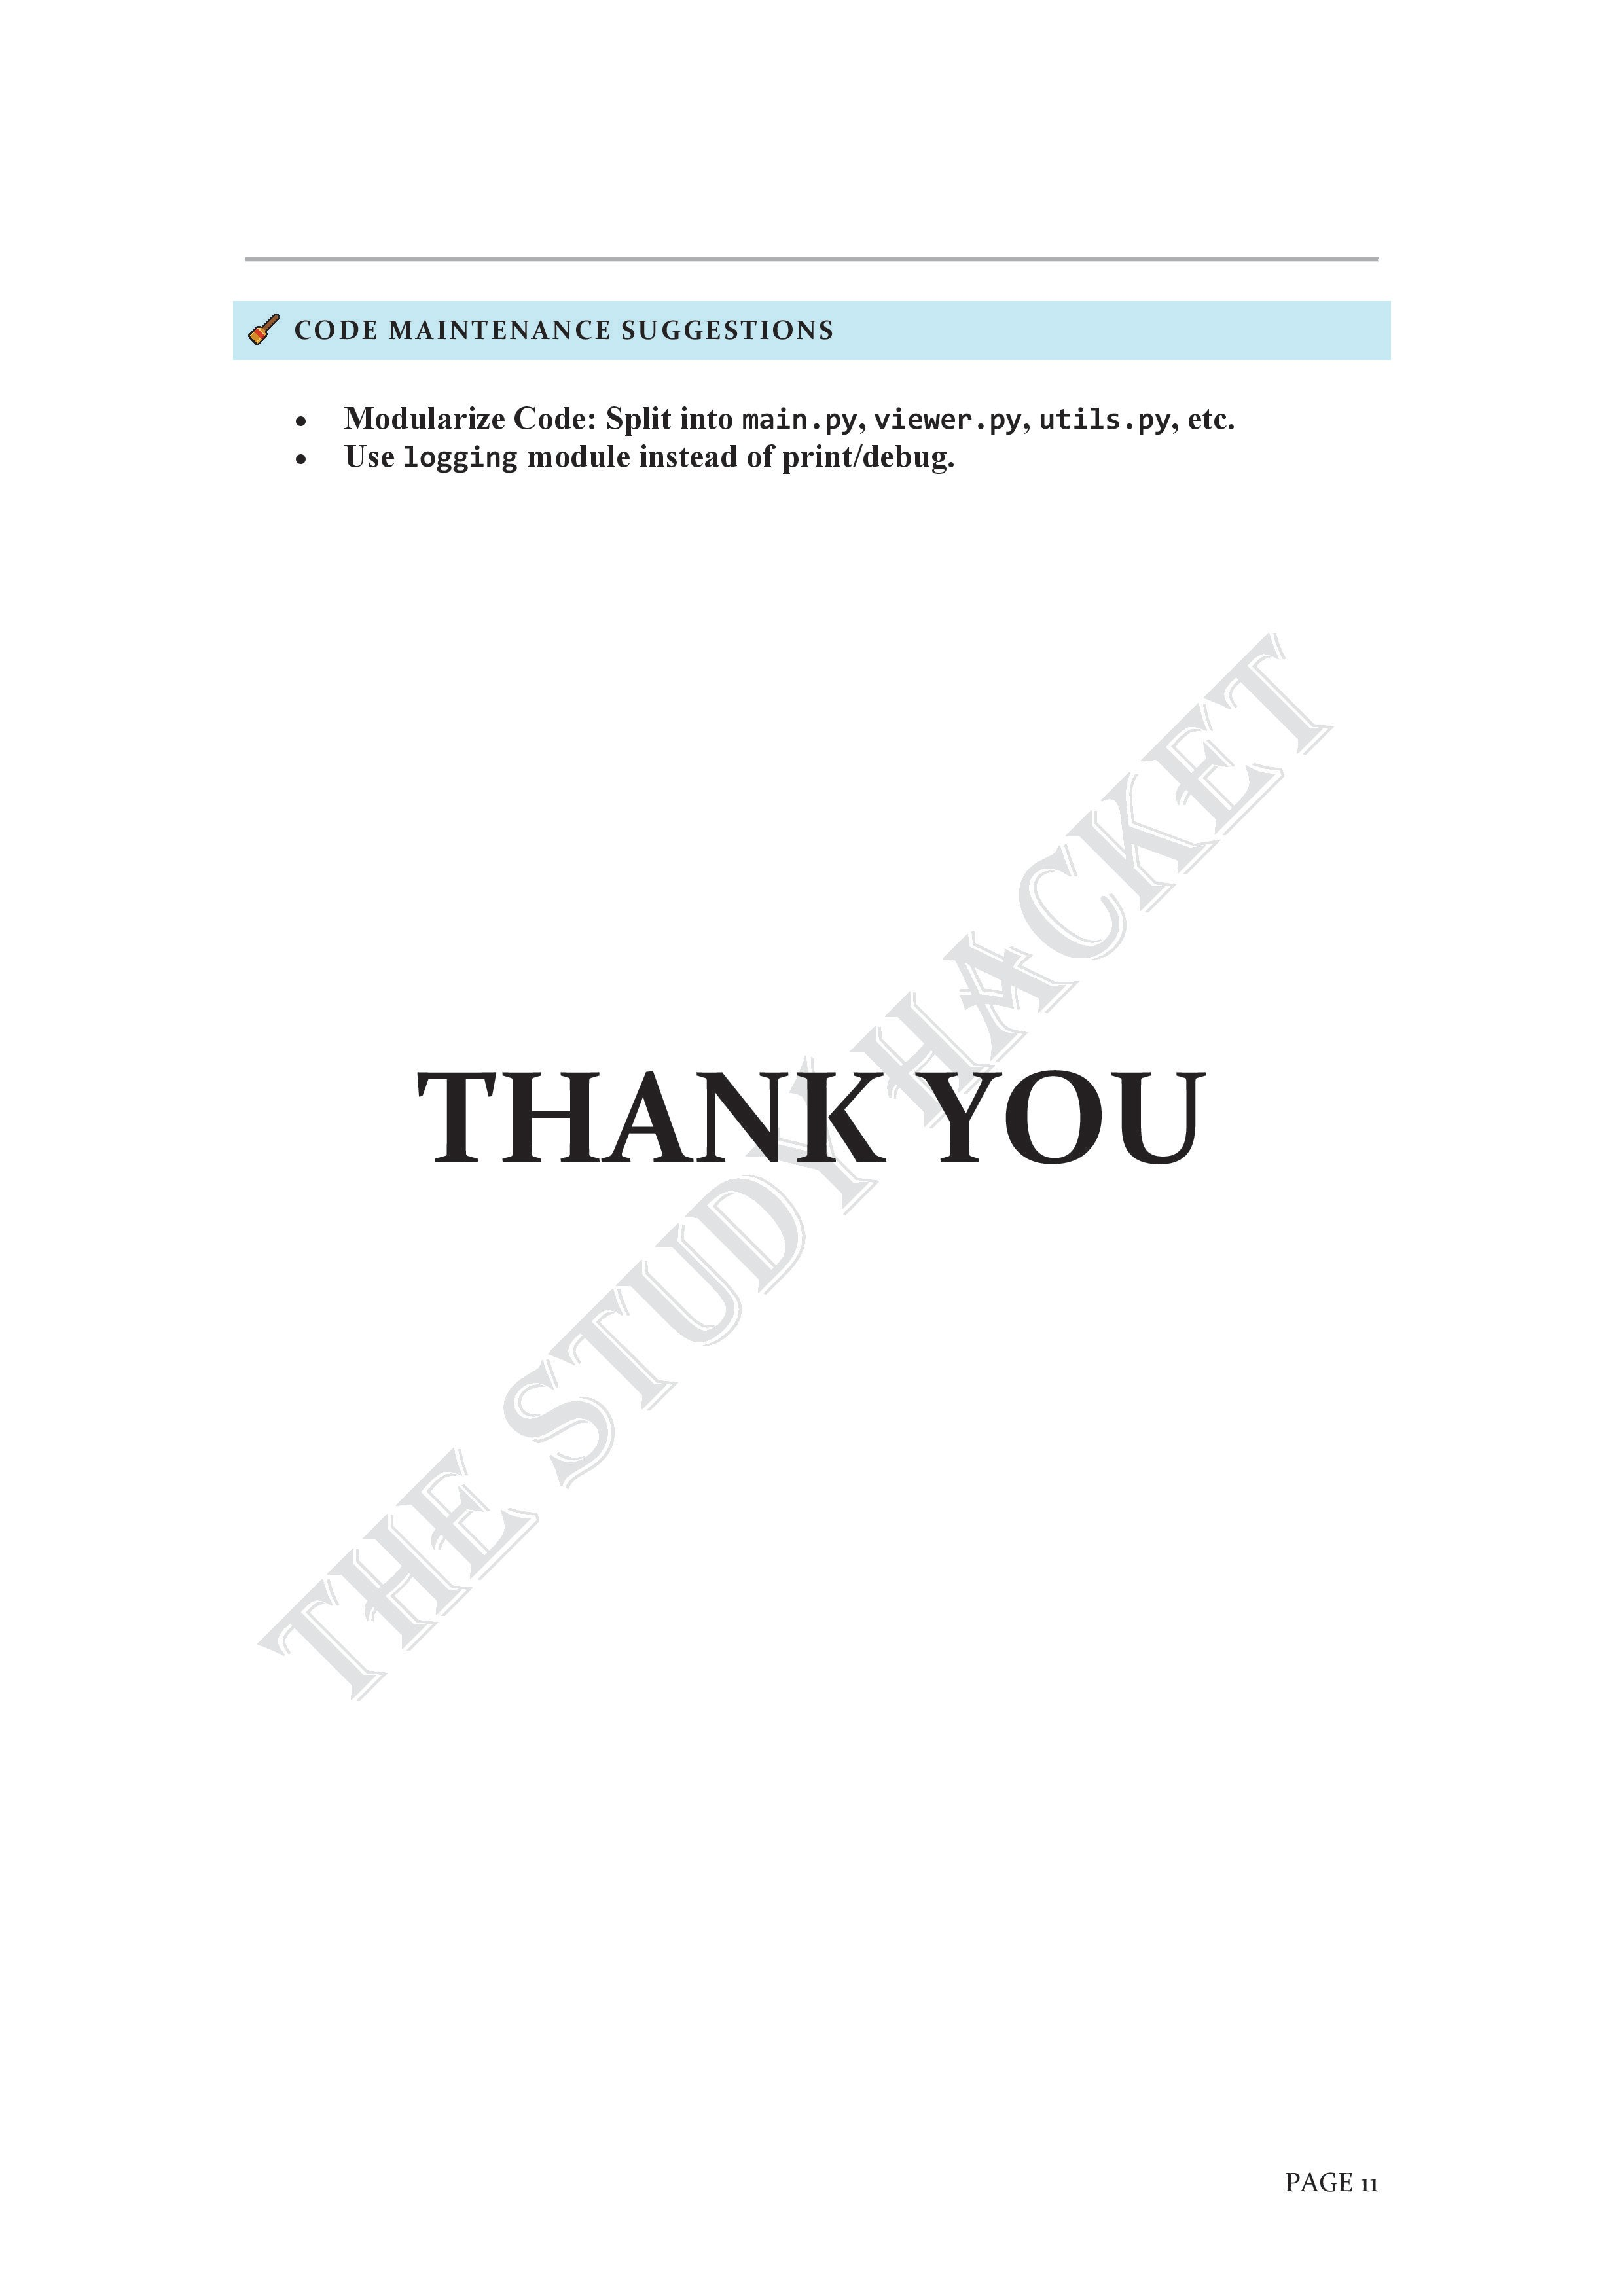 CODE MAINTENANCE SUGGESTIONS
• Modularize Code: Split into main.py, viewer.py, utils.py, etc.
• Use logging module instead of print/debug.
THE STUDY HACKET
THANK YOU
PAGE 11